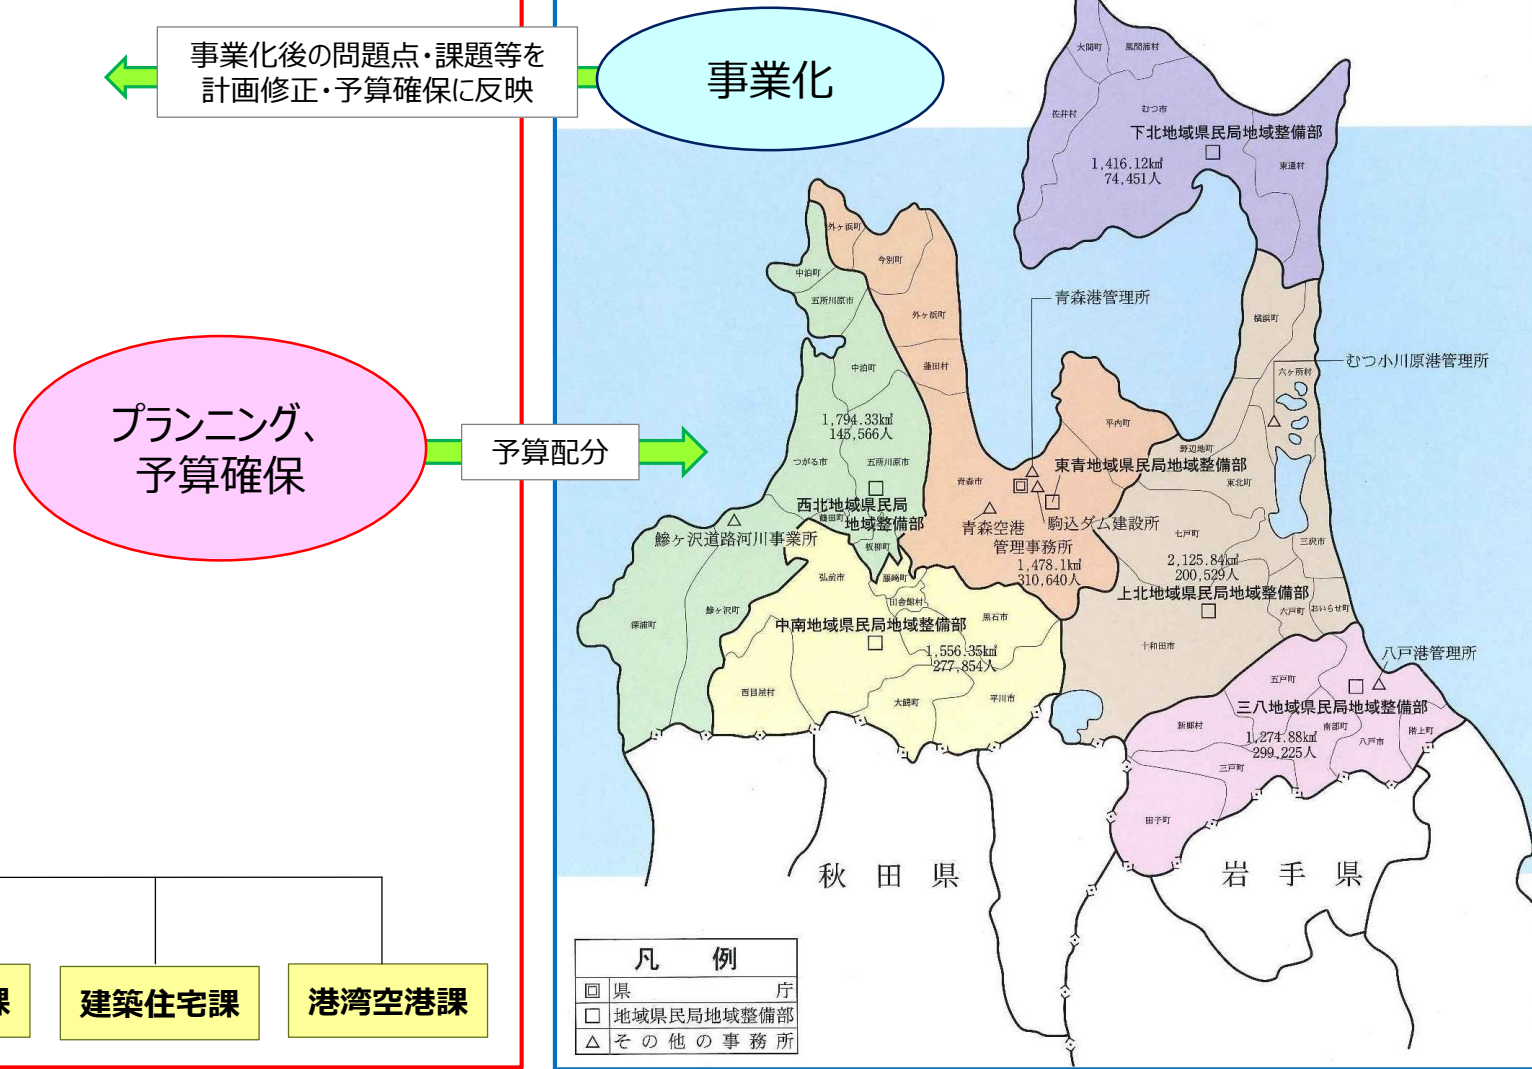 事業化後の問題点・課題等を
計画修正・予算確保に反映
事業化
プランニング、
予算確保
予算配分
課
建築住宅課
港湾空港課
大間町
風間浦村
佐井村
むつ市
下北地域県民局地域整備部
1,416.12k㎡
74,451人
東通村
外ヶ浜町
今別町
中泊町
五所川原市
外ヶ浜町
青森港管理所
横浜町
中泊町
蓬田村
むつ小川原港管理所
六ヶ所村
1,794.33k㎡
145,566人
平内町
野辺地町
つがる市
五所川原市
東青地域県民局地域整備部
青森市
東北町
西北地域県民局
地域整備部
鶴田町
駒込ダム建設所
青森空港
管理事務所
1,478.1k㎡
310,640人
鰺ヶ沢道路河川事業所
板柳町
七戸町
三沢市
2,125.84k㎡
200,529人
上北地域県民局地域整備部
弘前市
藤崎町
田舎館村
黒石市
六戸町
おいらせ町
深浦町
鰺ヶ沢町
中南地域県民局地域整備部
1,556.35k㎡
277,854人
十和田市
八戸港管理所
五戸町
西目屋村
大鰐町
平川市
三八地域県民局地域整備部
新郷村
1,274.88k㎡
299,225人
南部町
八戸市
階上町
三戸町
田子町
秋田県
岩手県
凡例
県庁
地域県民局地域整備部
その他の事務所